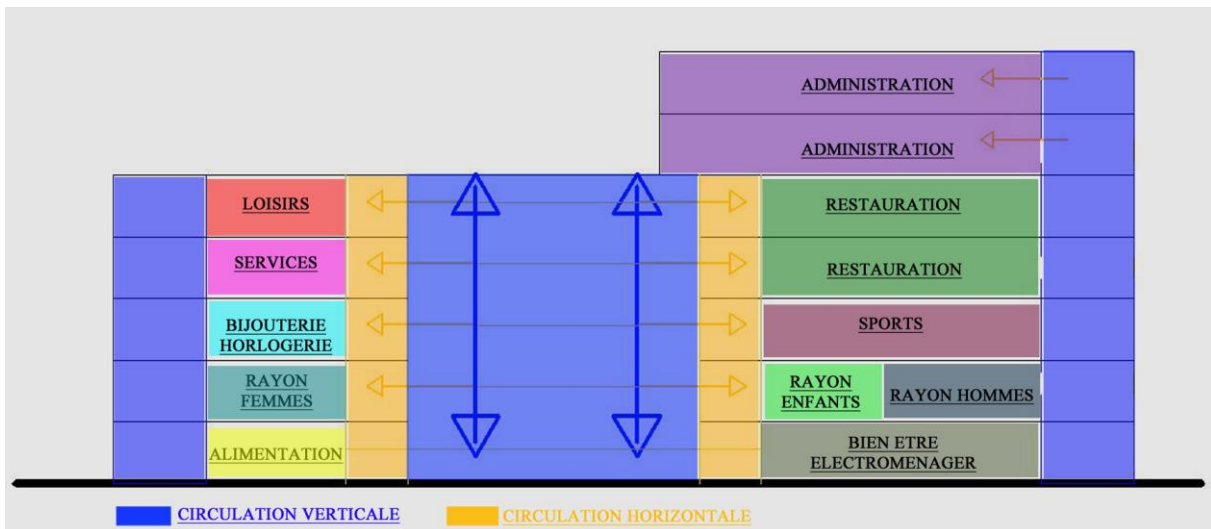 ADMINISTRATION
ADMINISTRATION
LOISIRS
RESTAURATION
SERVICES
RESTAURATION
BIJOUTERIE
HORLOGERIE
SPORTS
RAYON
FEMMES
RAYON
ENFANTS
RAYON HOMMES
ALIMENTATION
BIEN ETRE
ELECTROMENAGER
CIRCULATION VERTICALE
CIRCULATION HORIZONTALE